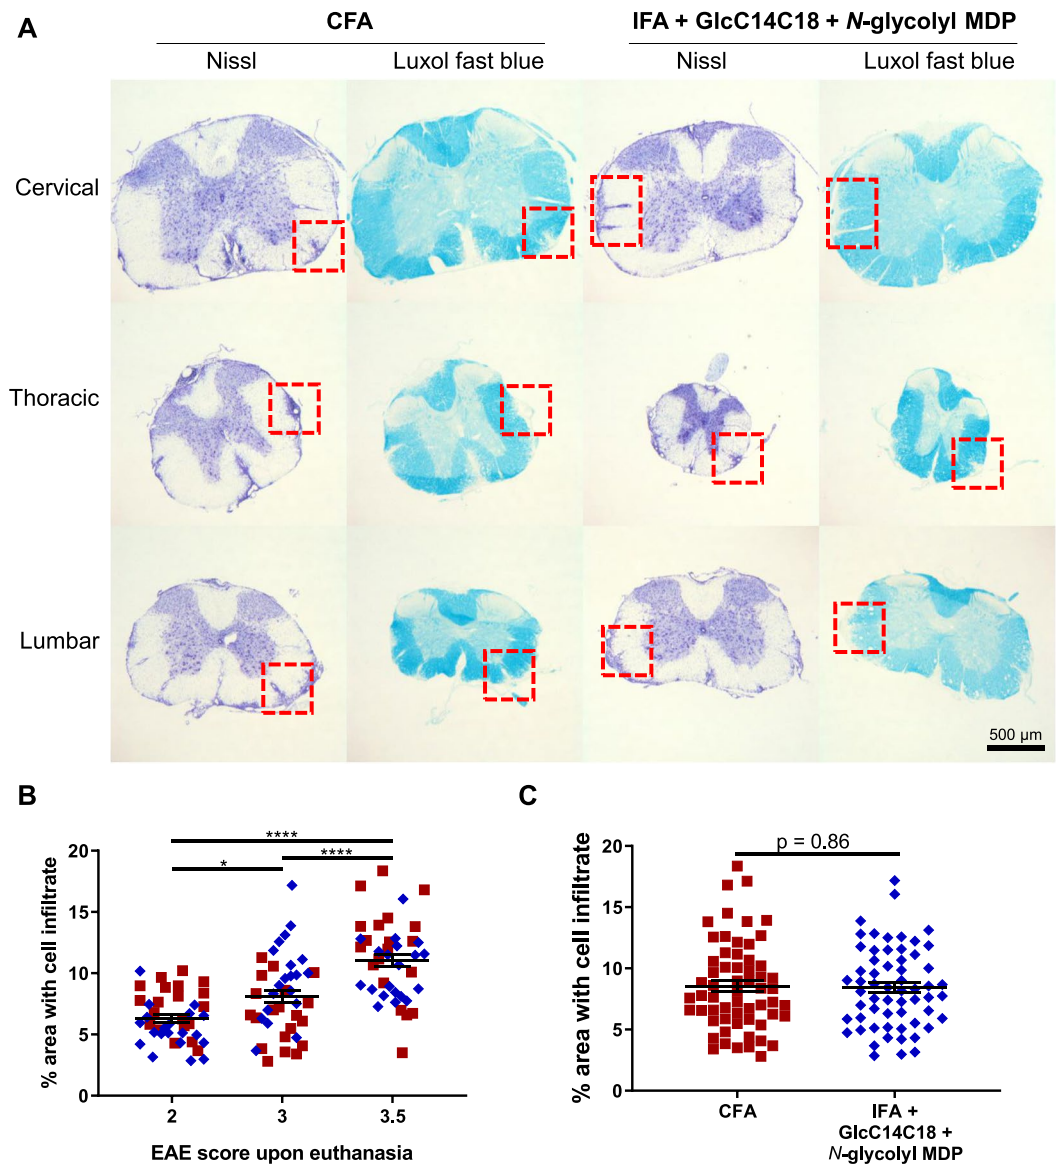 A
CFA
IFA + GlcC14C18 + N-glycolyl MDP
Nissl
Luxol fast blue
Nissl
Luxol fast blue
Cervical
Thoracic
Lumbar
500 µm
B
% area with cell infiltrate
20
15
10
5
0
****
*
****
2
3
3.5
EAE score upon euthanasia
C
% area with cell infiltrate
20
15
10
5
0
p = 0.86
CFA
IFA +
GlcC14C18 +
N-glycolyl MDP